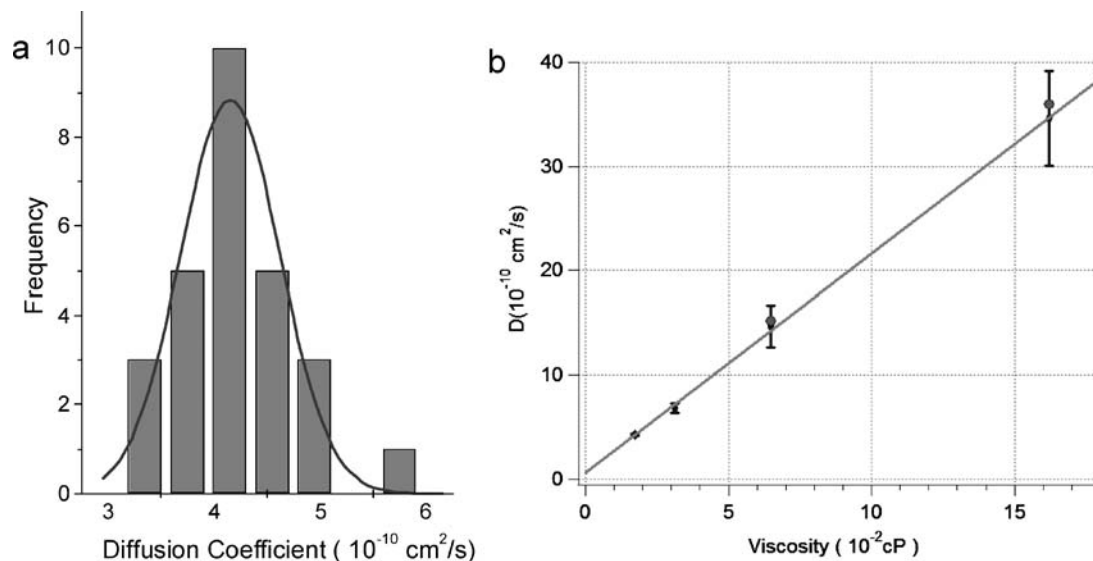 a
10
8
6
4
2
0
Frequency
3 4 5 6
Diffusion Coefficient ( 10⁻¹⁰ cm²/s)
b
40
30
20
10
0
D(10⁻¹⁰ cm²/s)
0 5 10 15
Viscosity ( 10⁻²cP )